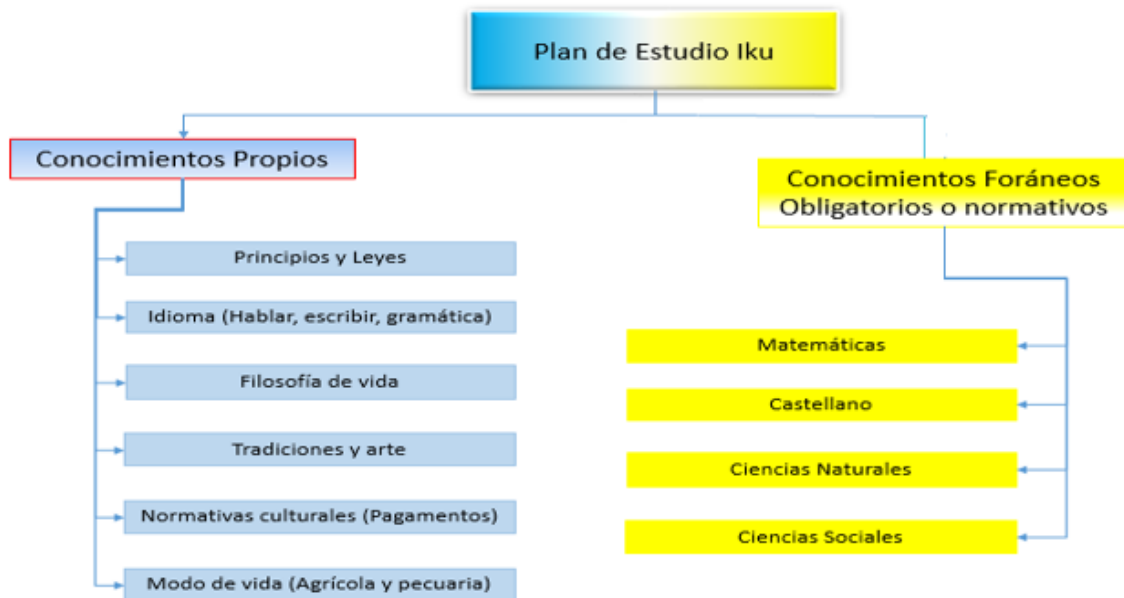 Plan de Estudio Iku
Conocimientos Propios
Principios y Leyes
Idioma (Hablar, escribir, gramática)
Filosofía de vida
Tradiciones y arte
Normativas culturales (Pagamentos)
Modo de vida (Agrícola y pecuaria)
Conocimientos Foráneos
Obligatorios o normativos
Matemáticas
Castellano
Ciencias Naturales
Ciencias Sociales